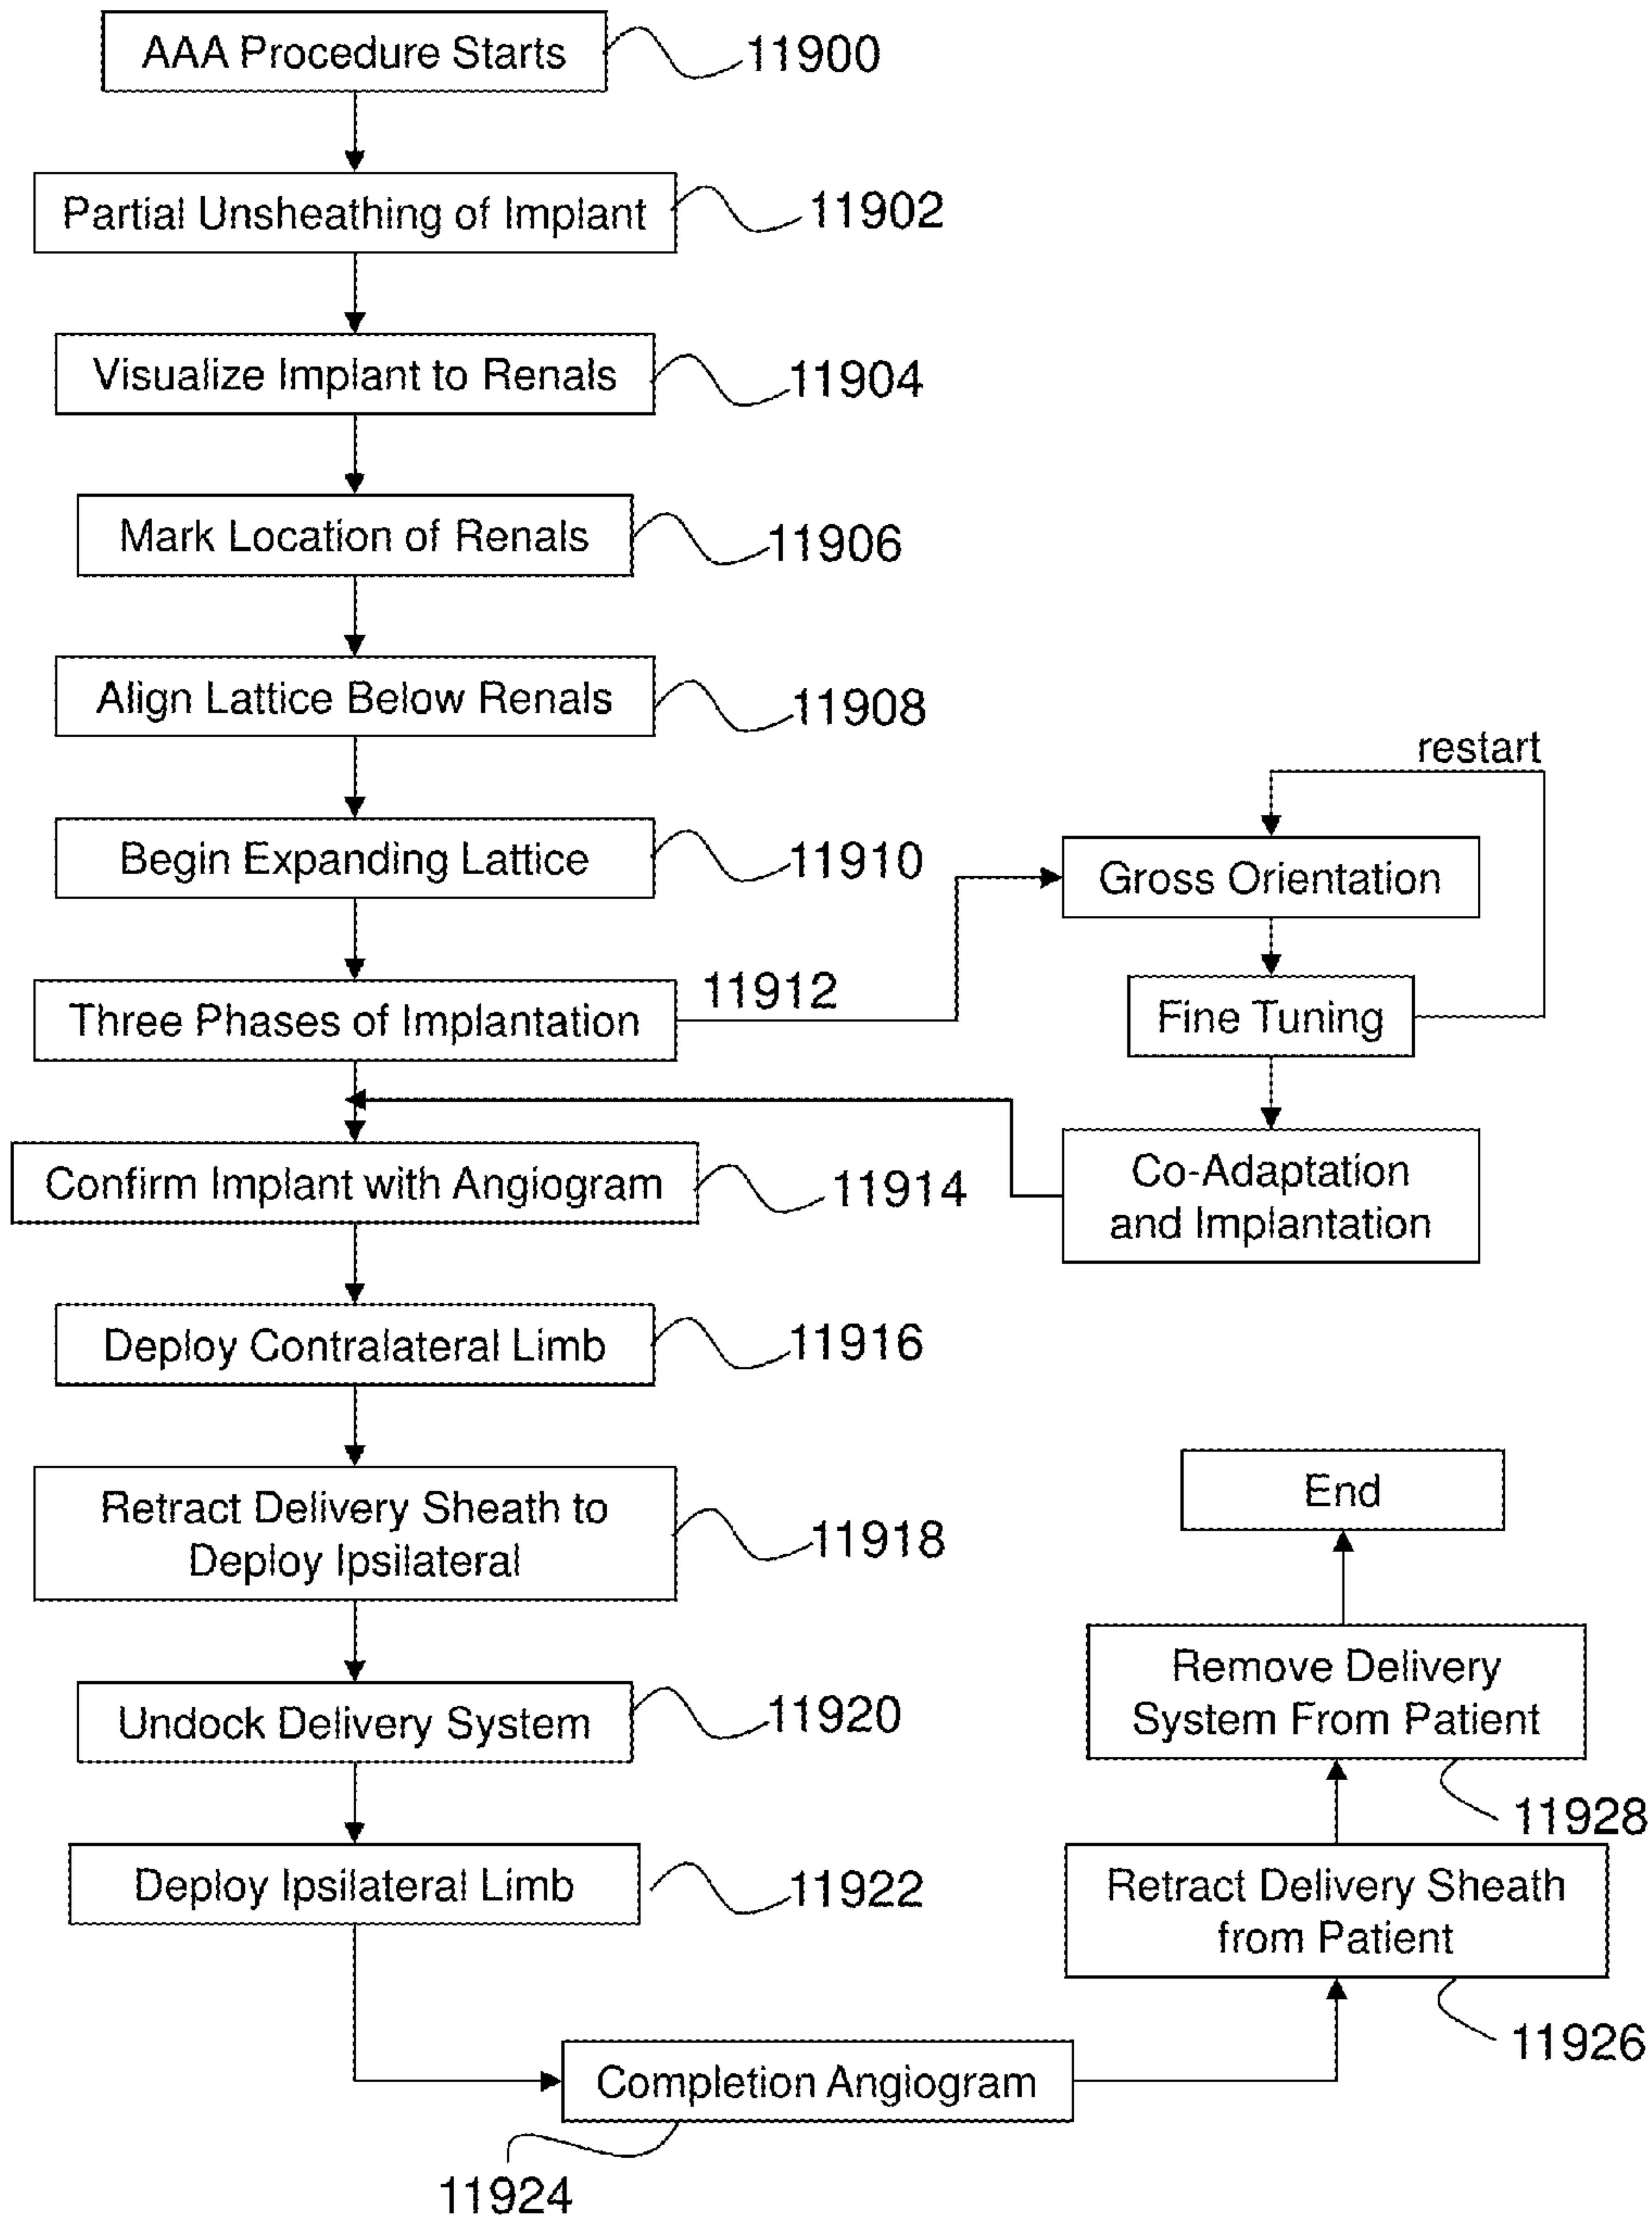 AAA Procedure Starts
11900
Partial Unsheathing of Implant
11902
Visualize Implant to Renals
11904
Mark Location of Renals
11906
Align Lattice Below Renals
11908
Begin Expanding Lattice
11910
Three Phases of Implantation
11912
restart
Gross Orientation
Fine Tuning
Co-Adaptation
and Implantation
Confirm Implant with Angiogram
11914
Deploy Contralateral Limb
11916
Retract Delivery Sheath to
Deploy Ipsilateral
11918
Undock Delivery System
11920
Deploy Ipsilateral Limb
11922
Completion Angiogram
11924
Retract Delivery Sheath
from Patient
11926
Remove Delivery
System From Patient
11928
End